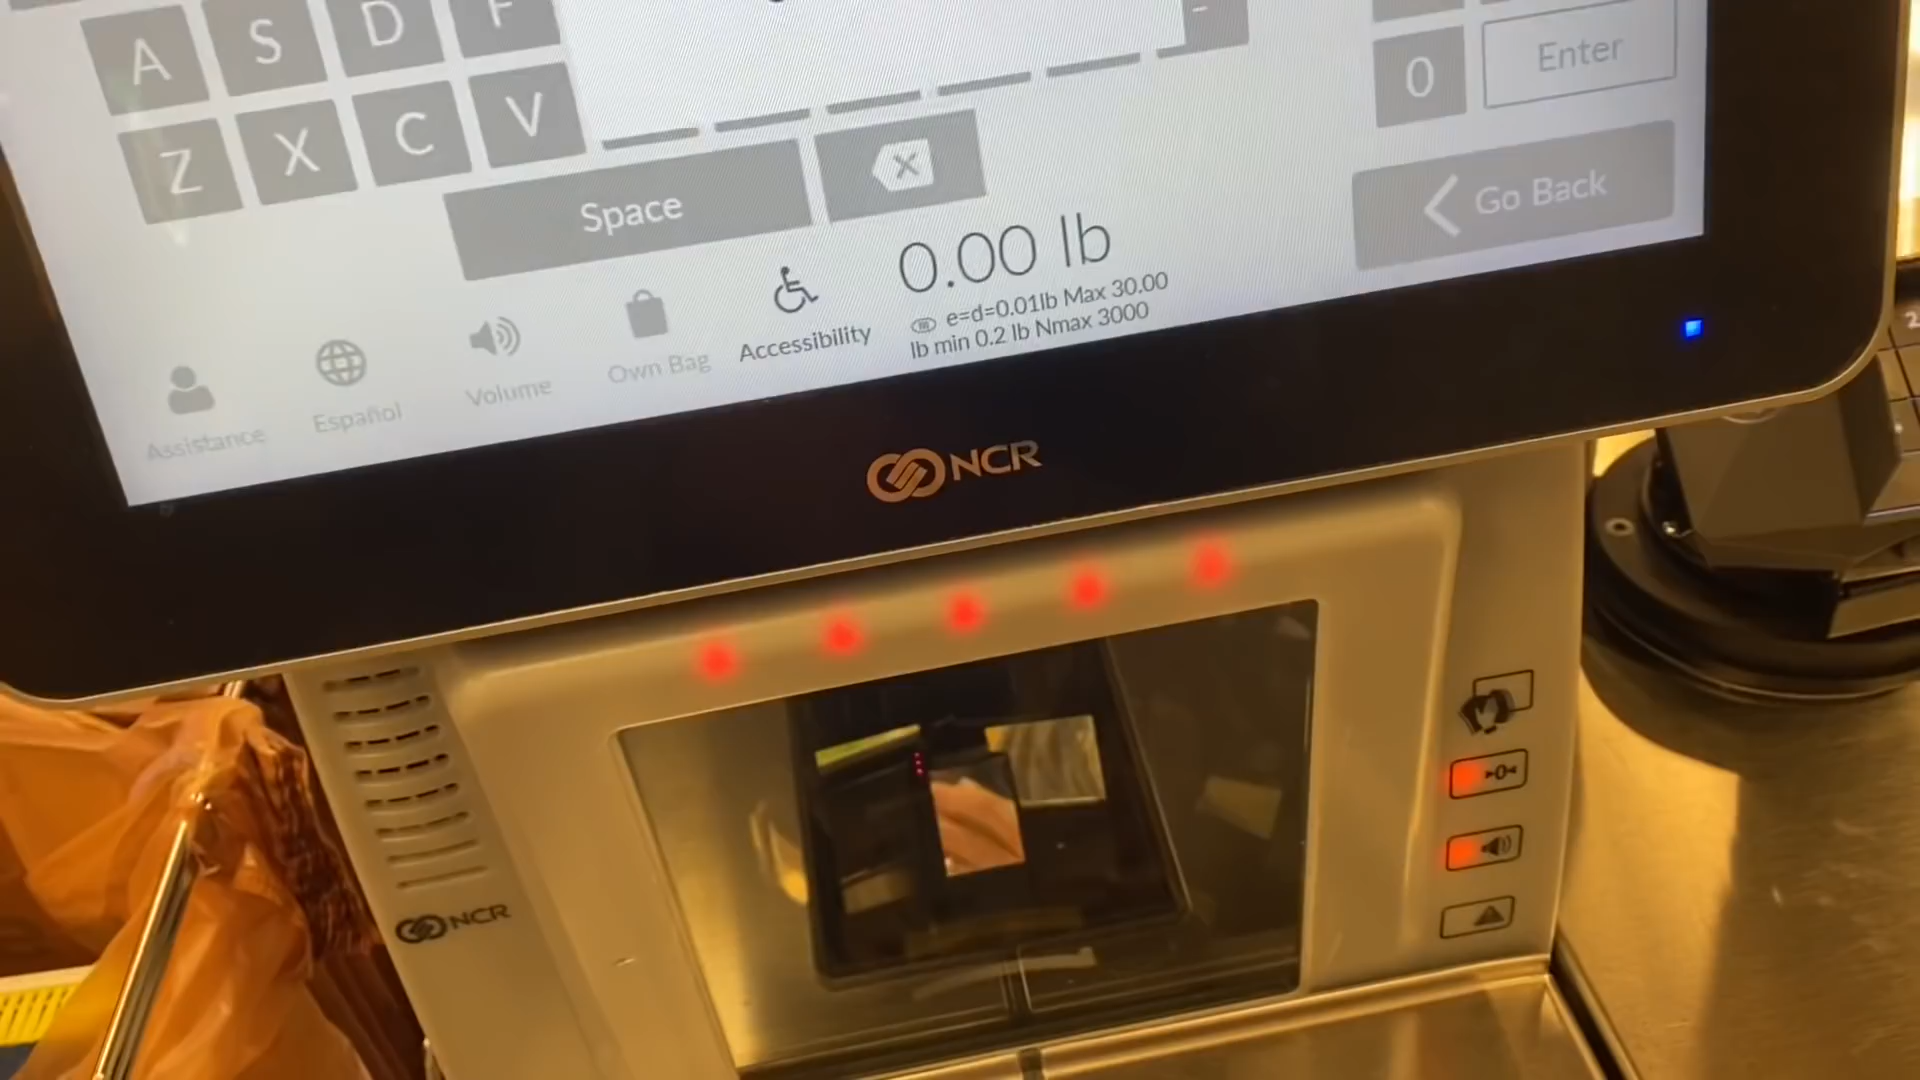 A S D F
Z X C V
0 Enter
Space
Go Back
0.00 lb
e=d=0.01lb Max 30.00
lb min 0.2 lb Nmax 3000
Assistance
Español
Volume
Own Bag
Accessibility
NCR
0
NCR